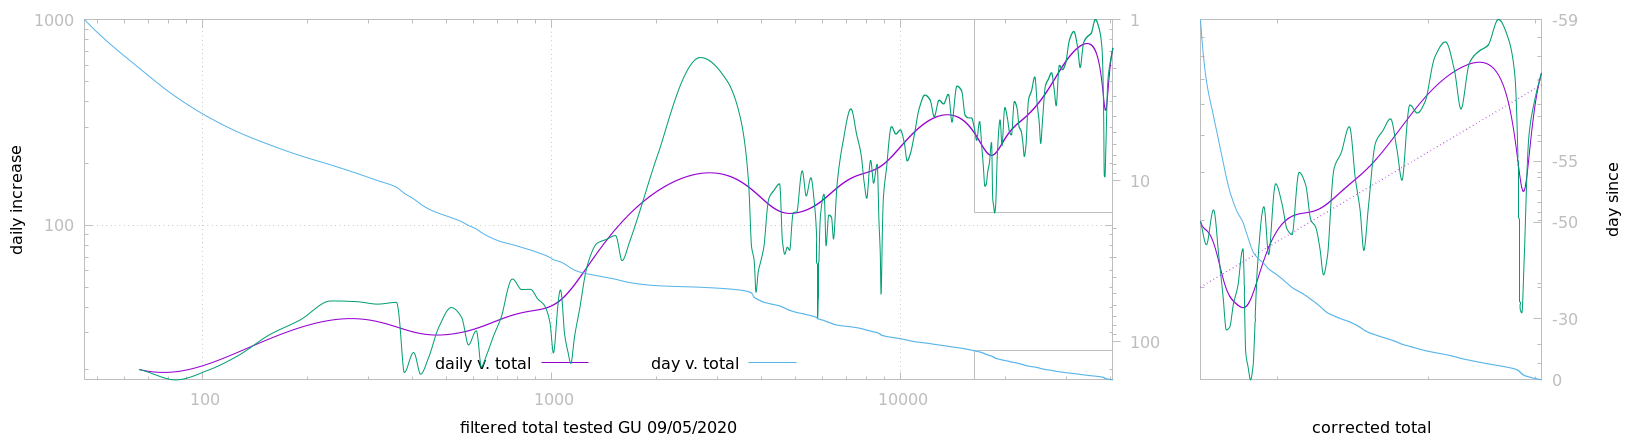 1000
100
daily increase
1
10
100
daily v. total
day v. total
100
1000
10000
filtered total tested GU 09/05/2020
-59
-55
-50
-30
0
day since
corrected total